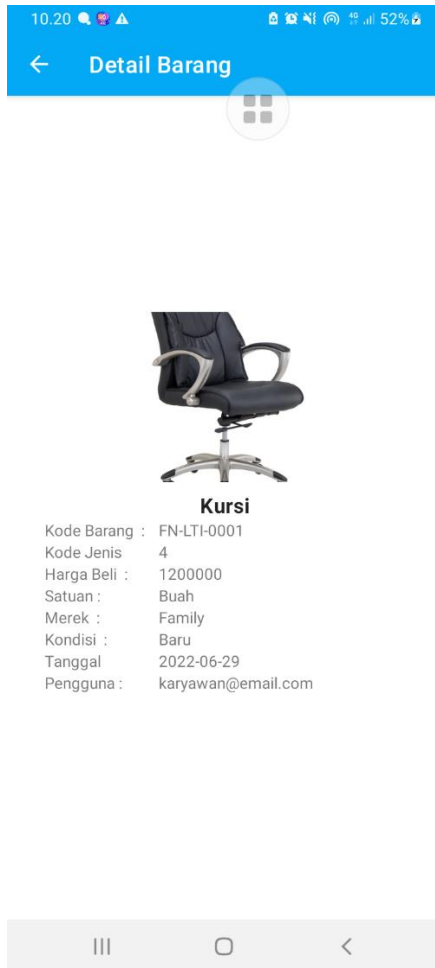 10.20 4G 52%
Detail Barang
Kursi
Kode Barang : FN-LTI-0001
Kode Jenis 4
Harga Beli : 1200000
Satuan : Buah
Merek : Family
Kondisi : Baru
Tanggal 2022-06-29
Pengguna : karyawan@email.com